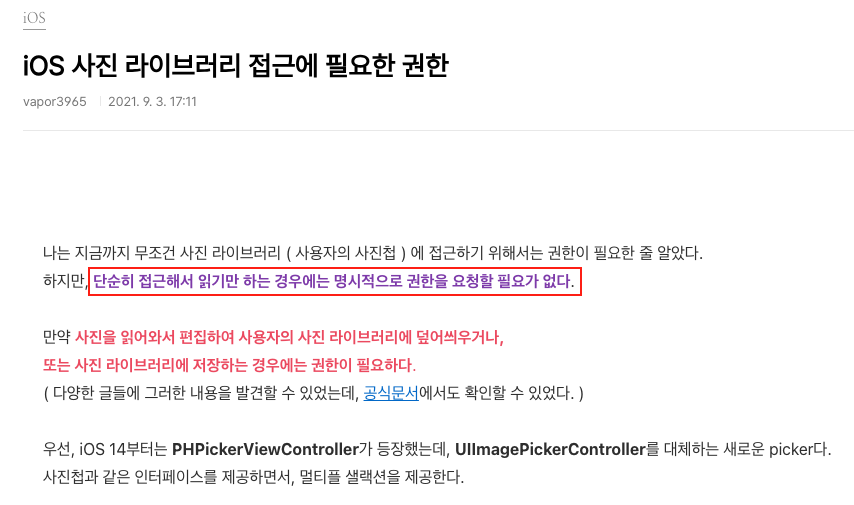 iOS
iOS 사진 라이브러리 접근에 필요한 권한
vapor3965 2021. 9. 3. 17:11
나는 지금까지 무조건 사진 라이브러리 ( 사용자의 사진첩 ) 에 접근하기 위해서는 권한이 필요한 줄 알았다.
하지만, 단순히 접근해서 읽기만 하는 경우에는 명시적으로 권한을 요청할 필요가 없다.
만약 사진을 읽어와서 편집하여 사용자의 사진 라이브러리에 덮어씌우거나,
또는 사진 라이브러리에 저장하는 경우에는 권한이 필요하다.
( 다양한 글들에 그러한 내용을 발견할 수 있었는데, 공식문서에서도 확인할 수 있었다. )
우선, iOS 14부터는 PHPickerViewController가 등장했는데, UIImagePickerController를 대체하는 새로운 picker다.
사진첩과 같은 인터페이스를 제공하면서, 멀티플 샐랙션을 제공한다.